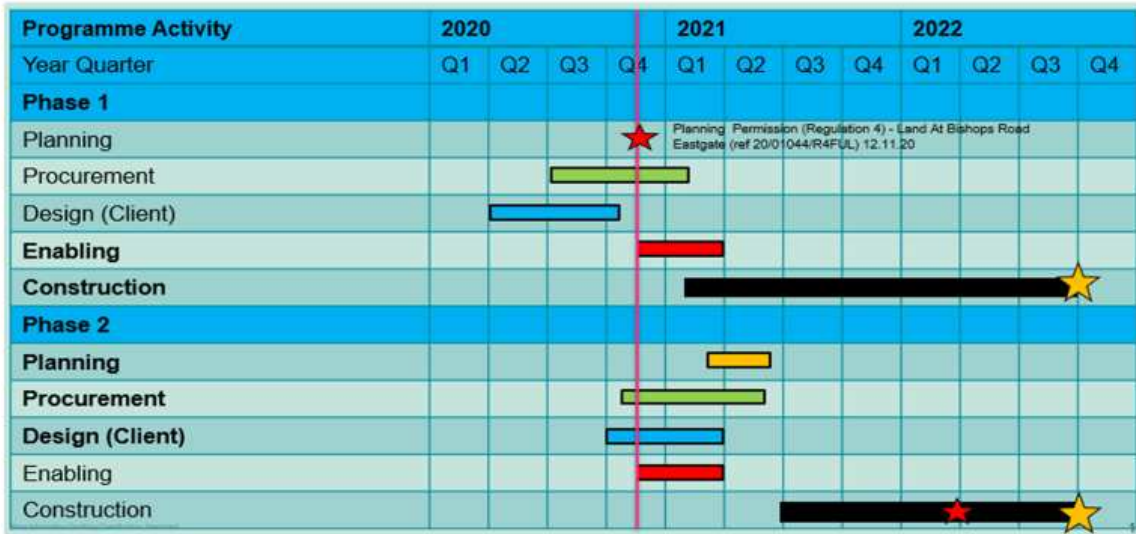 Programme Activity 2020 2021 2022
Year Quarter Q1 Q2 Q3 Q4 Q1 Q2 Q3 Q4 Q1 Q2 Q3 Q4
Phase 1
Planning
Planning Permission (Regulation 4) - Land At Bishops Road
Eastgate (ref 20/01044/R4FUL) 12.11.20
Procurement
Design (Client)
Enabling
Construction
Phase 2
Planning
Procurement
Design (Client)
Enabling
Construction
1